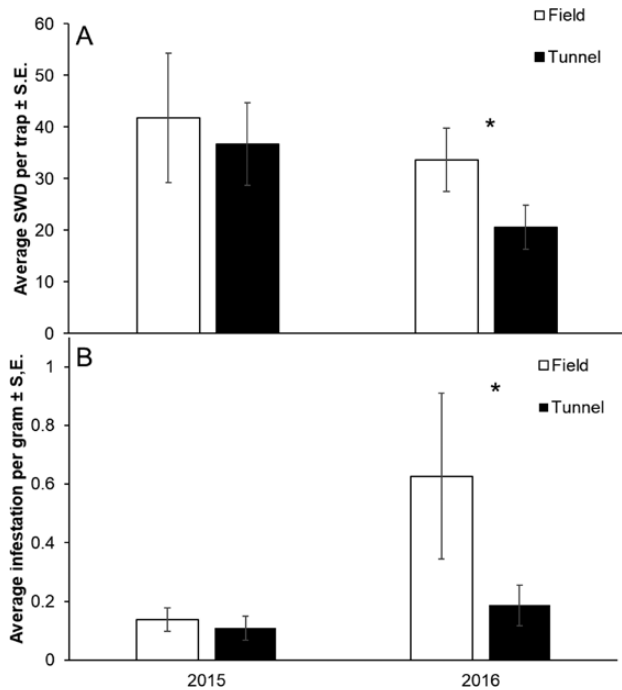 A
Field
Tunnel
Average SWD per trap ± S.E.
60
50
40
30
20
10
0
*
B
Field
Tunnel
Average infestation per gram ± S,E.
1
0.8
0.6
0.4
0.2
0
*
2015
2016